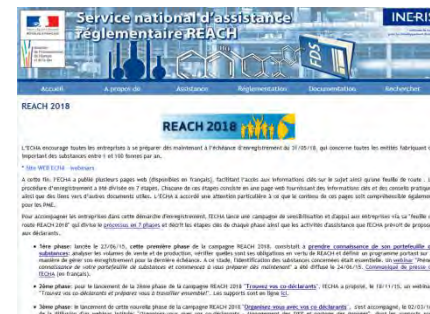 Service national d'assistance
réglementaire REACH
INERIS
Accueil
A propos de
Assistance
Réglementation
Documentation
Rechercher
FDS
REACH 2018
REACH 2018
L'ECHA encourage toutes les entreprises à se préparer dès maintenant à l'échéance d'enregistrement du 31/05/18, qui concerne toutes les entités fabriquant
important des substances entre 1 et 100 tonnes par an.
* Site WEB ECHA - webinars
A cette fin, l'ECHA a publié plusieurs pages web (disponibles en français), facilitant l'accès aux informations clés sur le sujet ainsi qu'une feuille de route.
procédure d'enregistrement a été divisée en 7 étapes. Chacune de ces étapes consiste en une page web fournissant des informations clés et des conseils pratiques
ainsi que des liens vers d'autres documents utiles. L'ECHA a accordé une attention particulière à ce que le contenu de ces pages soit compréhensible également
pour les PME.
Pour accompagner les entreprises dans cette démarche d'enregistrement, l'ECHA lance une campagne de sensibilisation et d'appui aux entreprises via sa "feuille de
route REACH 2018" qui divise le processus en 7 phases et décrit les étapes clés de chaque phase ainsi que les activités d'assistance que l'ECHA prévoit de proposer
aux déclarants.
• 1ère phase: lancée le 23/06/15, cette première phase de la campagne REACH 2018, consistait à prendre connaissance de son portefeuille de
substances: analyser les volumes de vente et de production, vérifier quelles sont ses obligations en vertu de REACH et définir un programme portant sur
manière de gérer son enregistrement pour la dernière échéance. A ce stade, l'identification des substances concernées était essentielle. Un webinar "Prenez
connaissance de votre portefeuille de substances et commencez à vous préparer dès maintenant" a été diffusé le 24/06/15. Communiqué de presse de
l'ECHA (en français).
• 2ème phase: pour le lancement de la 2ème phase de la campagne REACH 2018 "Trouvez vos co-déclarants", l'ECHA a proposé, le 18/11/15, un webinar
"Trouvez vos co-déclarants et préparez vous à travailler ensemble!". Les supports sont en ligne ici.
• 3ème phase: le lancement de cette nouvelle phase de la campagne REACH 2018 "Organisez vous avec vos co déclarants", s'est accompagné, le 02/03/16